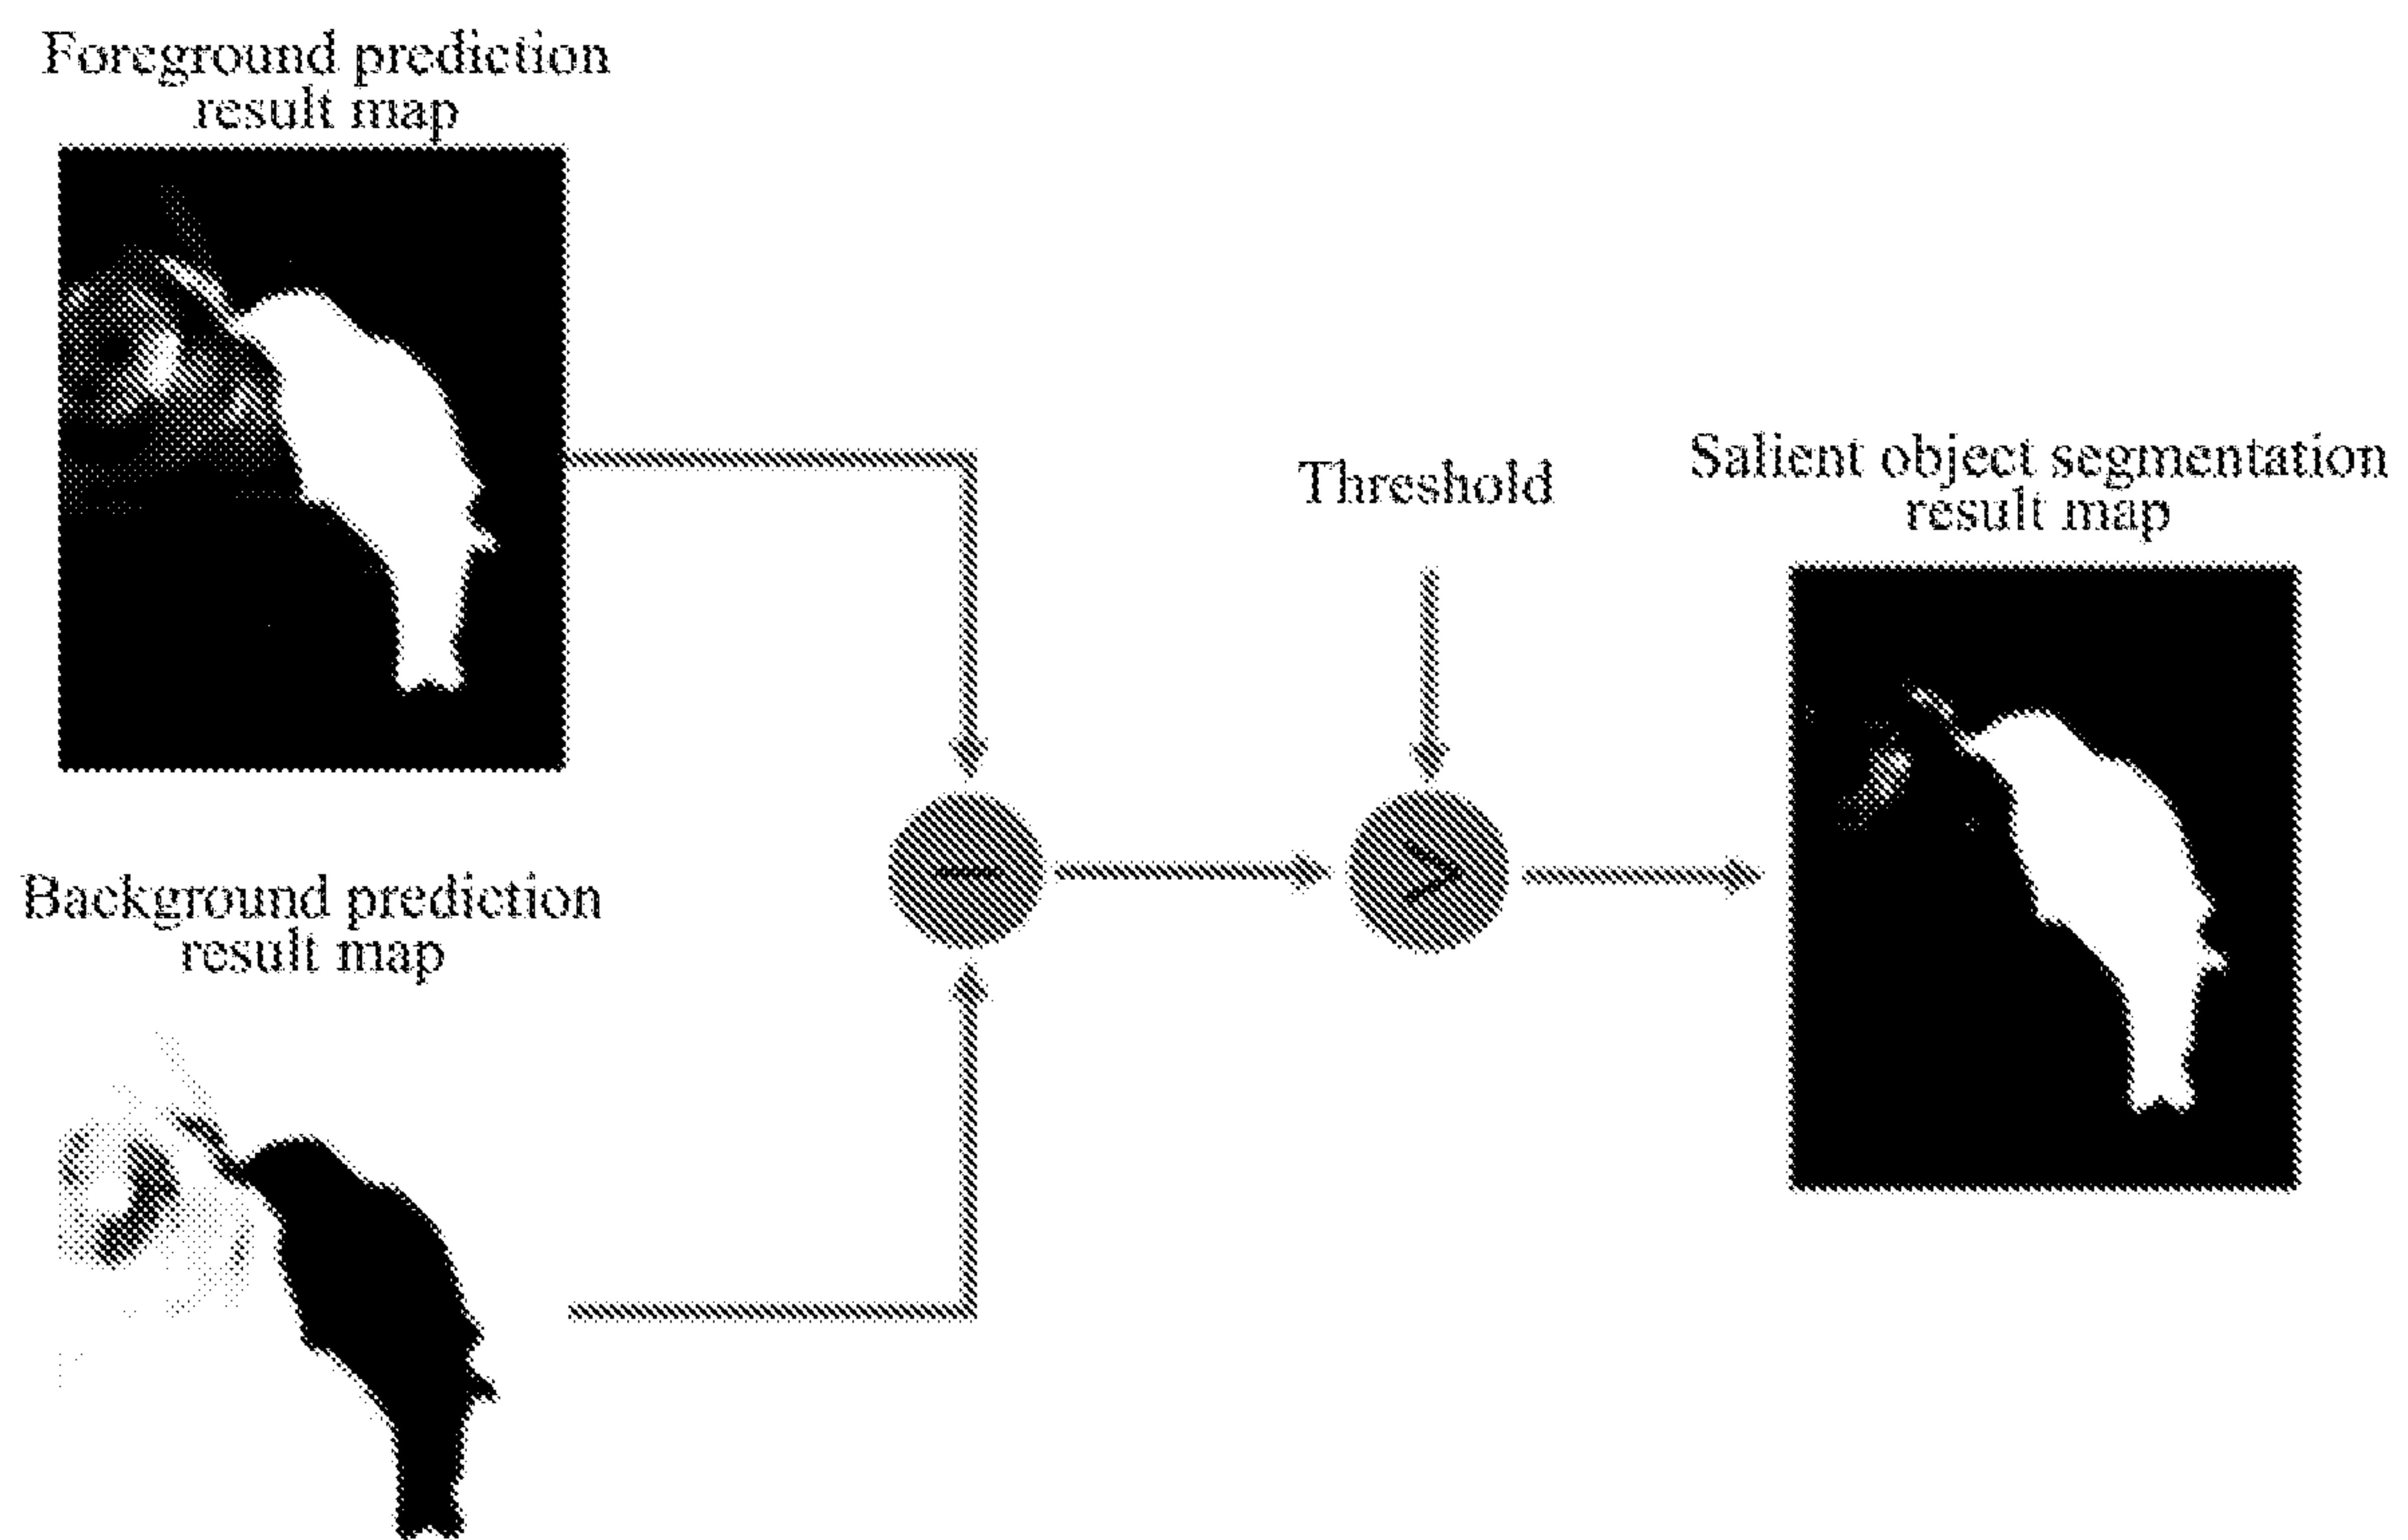 Foreground prediction
result map
Threshold
Salient object segmentation
result map
−
>
Background prediction
result map